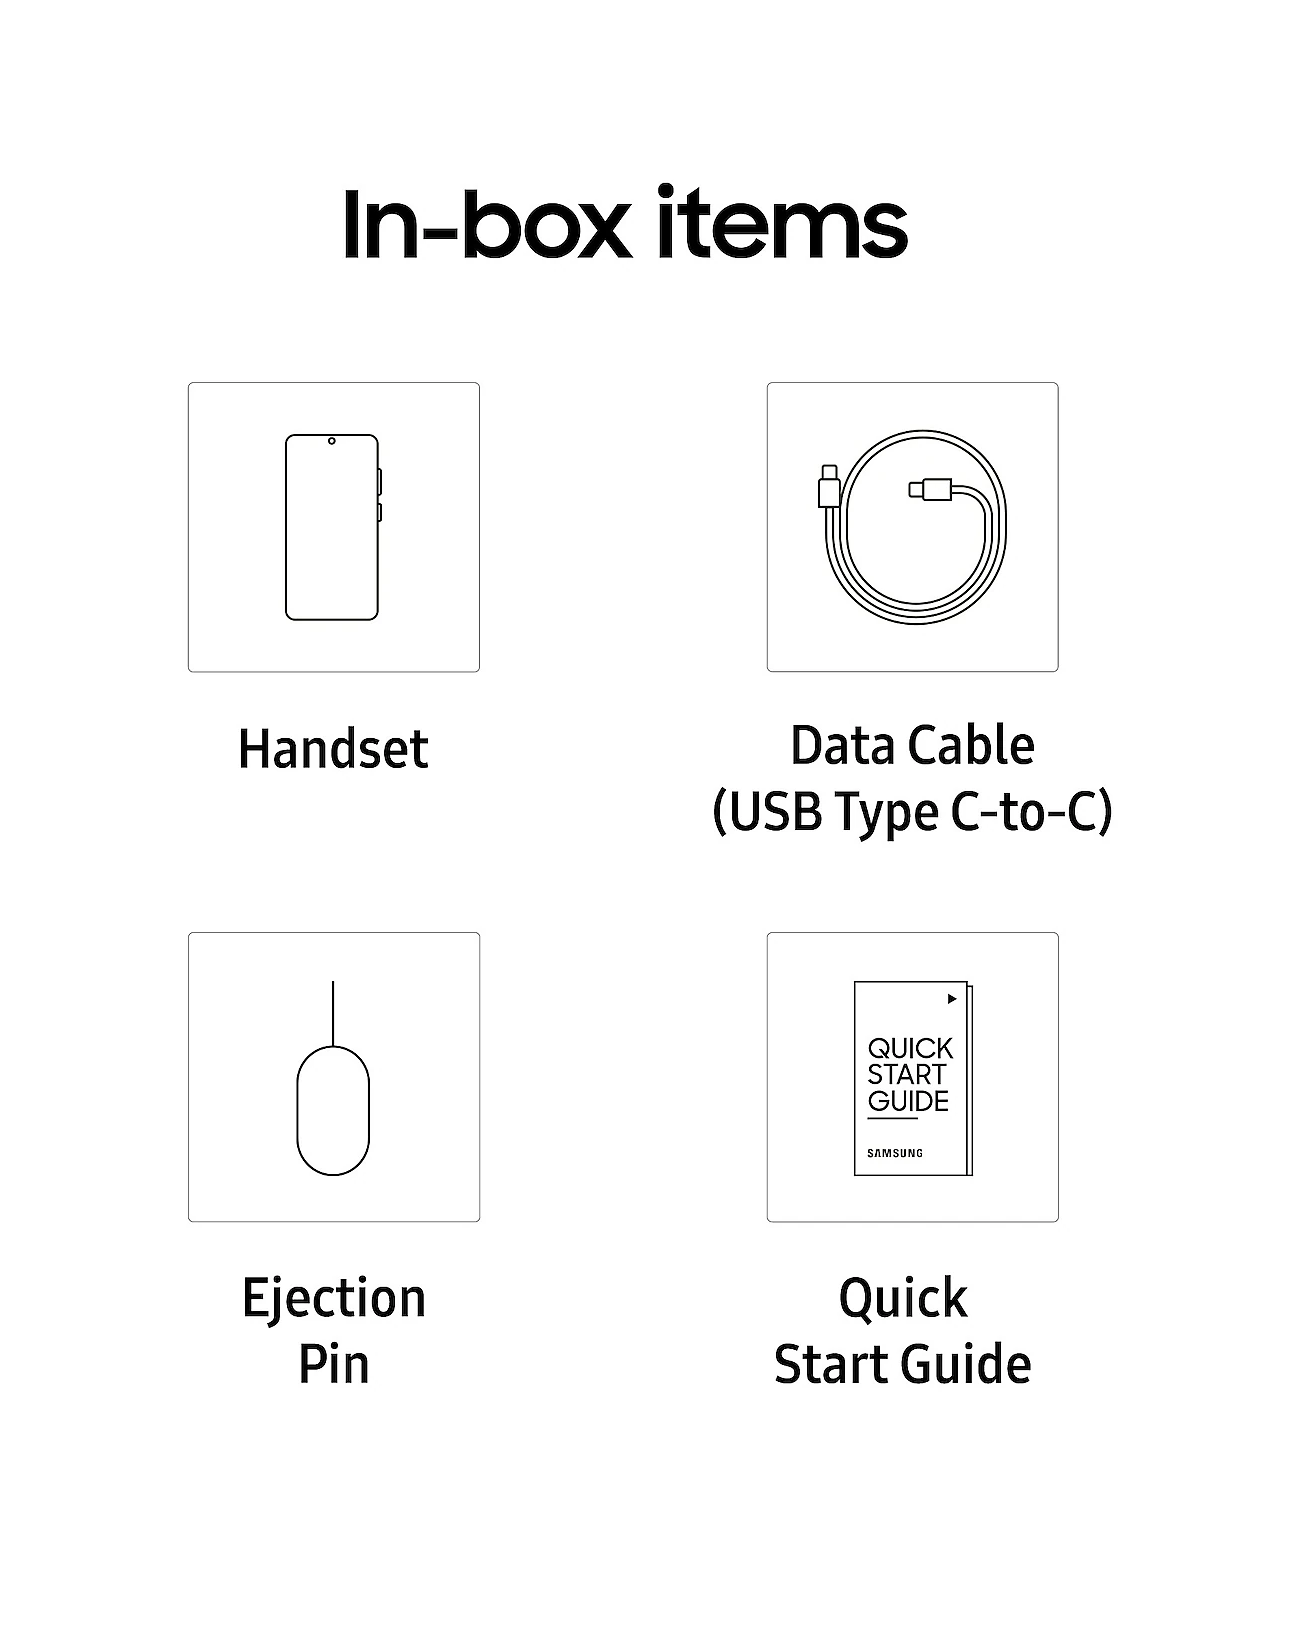 In-box items
Handset
Data Cable
(USB Type C-to-C)
QUICK
START
GUIDE
SAMSUNG
Ejection
Pin
Quick
Start Guide